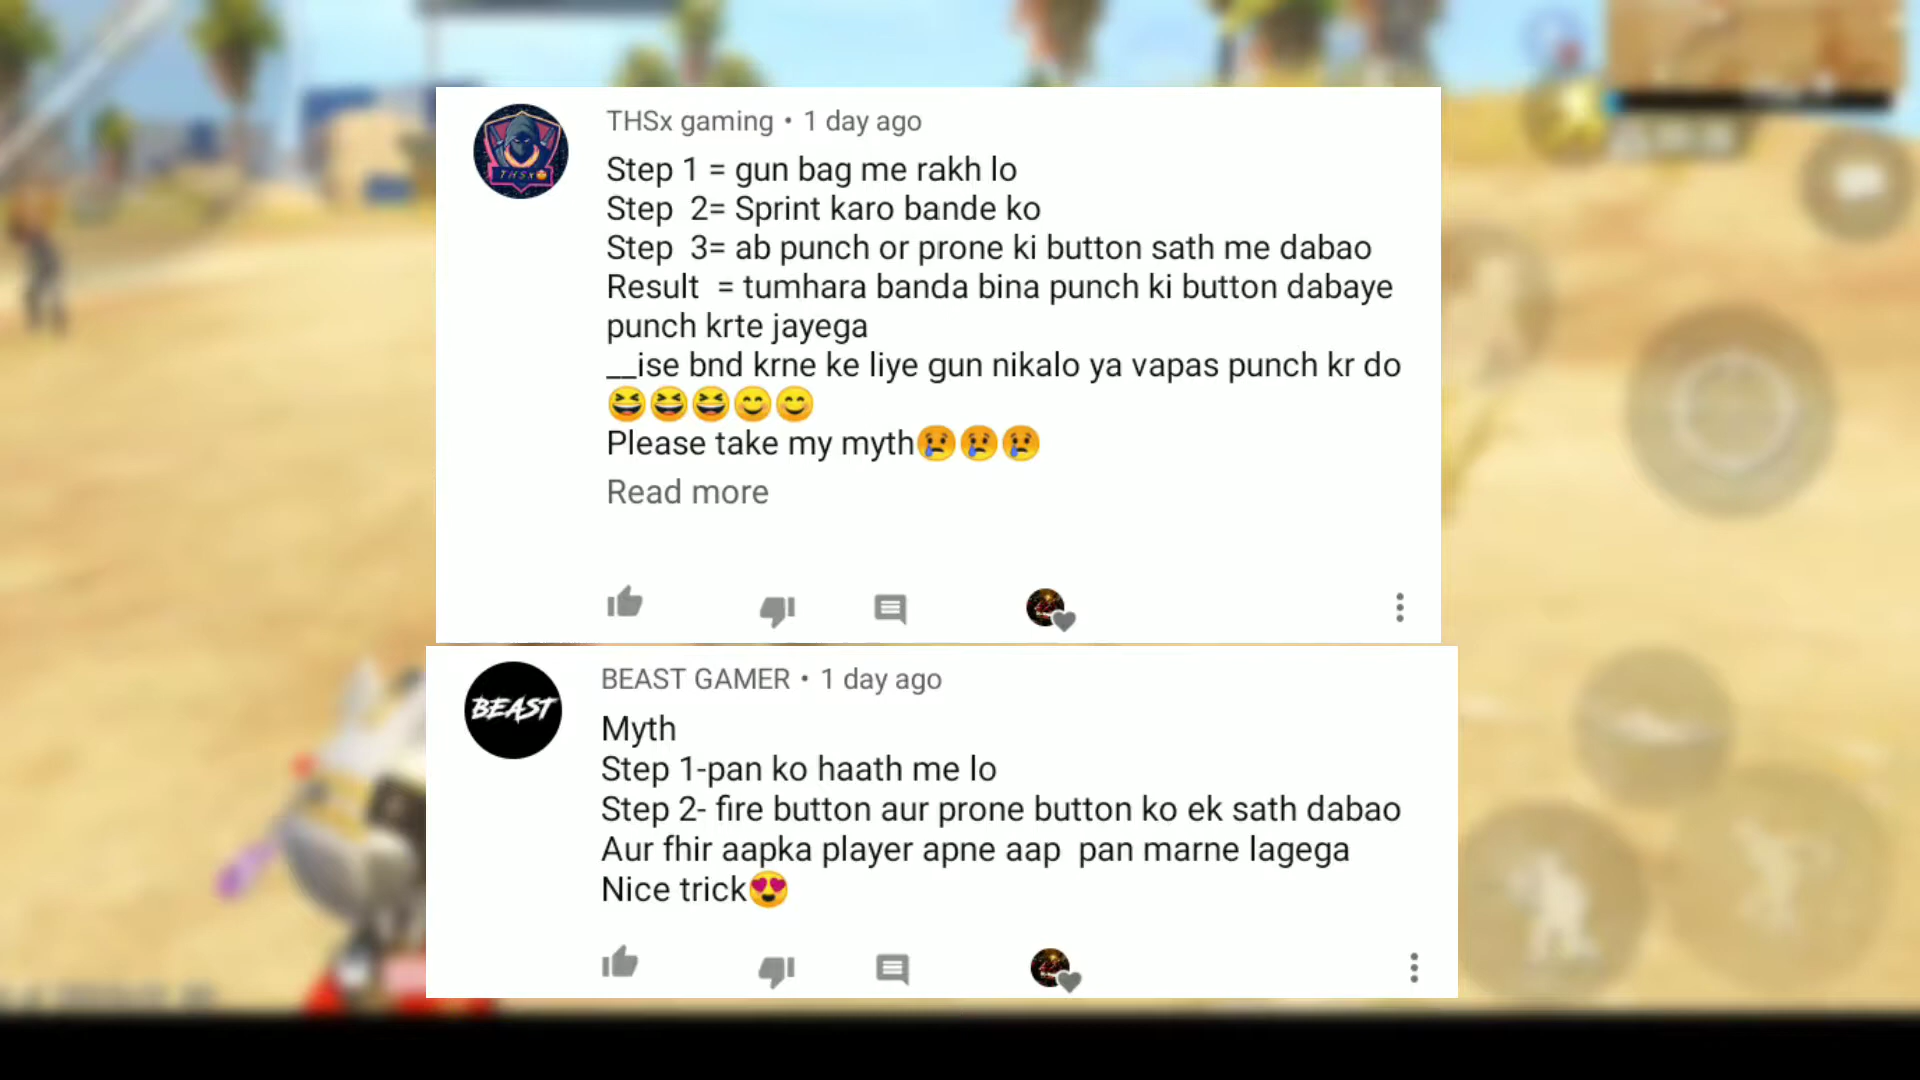 THSx gaming • 1 day ago
Step 1 = gun bag me rakh lo
Step  2= Sprint karo bande ko
Step  3= ab punch or prone ki button sath me dabao
Result  = tumhara banda bina punch ki button dabaye
punch krte jayega
__ise bnd krne ke liye gun nikalo ya vapas punch kr do
😆😆😆😊😊
Please take my myth😢😢😢
Read more
THSx
BEAST GAMER • 1 day ago
BEAST
Myth
Step 1-pan ko haath me lo
Step 2- fire button aur prone button ko ek sath dabao
Aur fhir aapka player apne aap  pan marne lagega
Nice trick😍